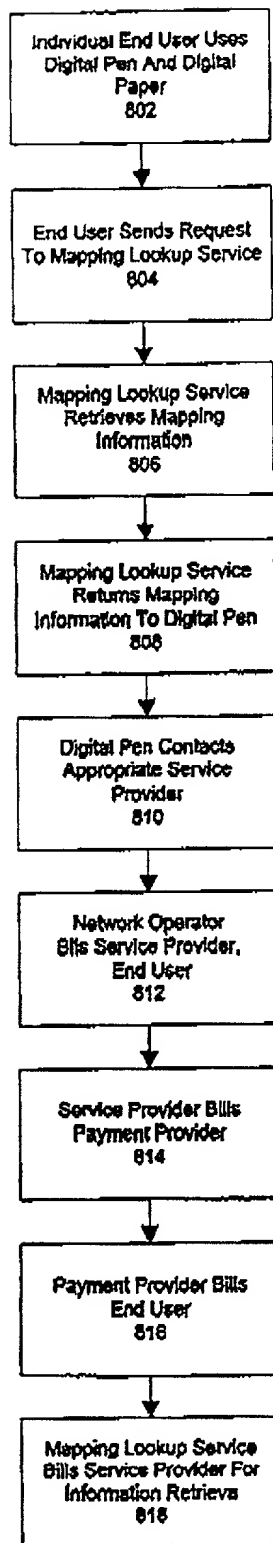 Individual End User Uses
Digital Pen And Digital
Paper
802
End User Sends Request
To Mapping Lookup Service
804
Mapping Lookup Service
Retrieves Mapping
Information
806
Mapping Lookup Service
Returns Mapping
Information To Digital Pen
808
Digital Pen Contacts
Appropriate Service
Provider
810
Network Operator
Bills Service Provider,
End User
812
Service Provider Bills
Payment Provider
814
Payment Provider Bills
End User
816
Mapping Lookup Service
Bills Service Provider For
Information Retrieva
818